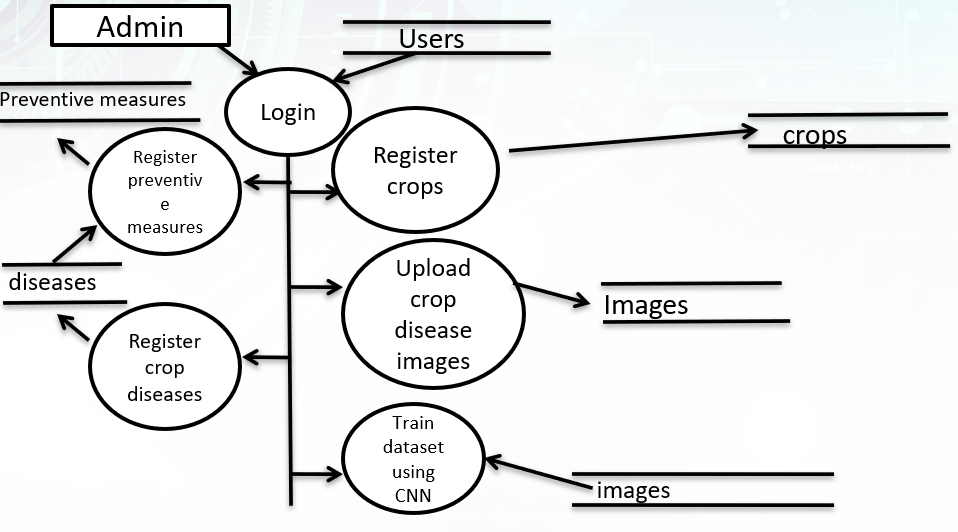 Admin
Users
Login
Preventive measures
Register
preventiv
e
measures
Register
crops
crops
diseases
Upload
crop
disease
images
Images
Register
crop
diseases
Train
dataset
using
CNN
images